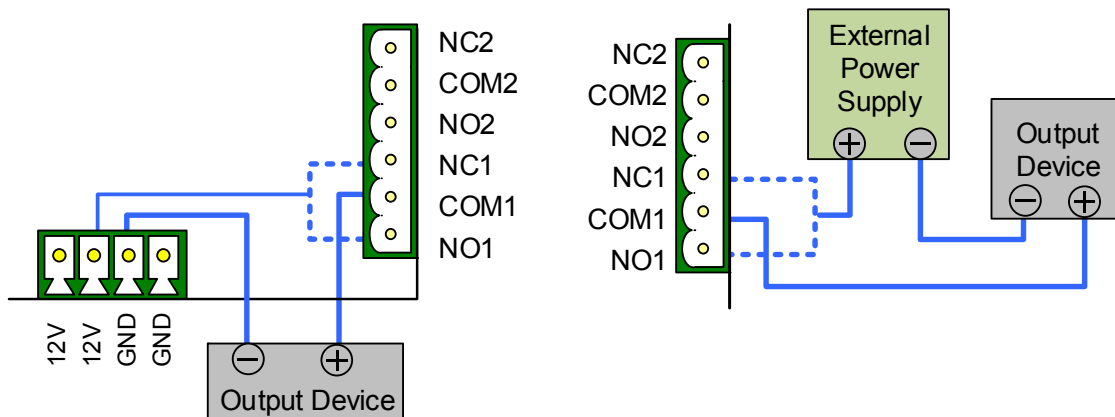 NC2
COM2
NO2
NC1
COM1
NO1
12V
12V
GND
GND
− +
Output Device
NC2
COM2
NO2
NC1
COM1
NO1
External
Power
Supply
+ −
Output
Device
− +